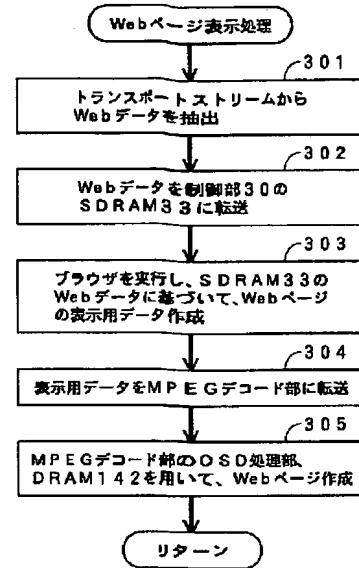 Webページ表示処理
301
トランスポートストリームから
Webデータを抽出
302
Webデータを制御部30の
SDRAM33に転送
303
ブラウザを実行し、SDRAM33の
Webデータに基づいて、Webページ
の表示用データ作成
304
表示用データをMPEGデコード部に転送
305
MPEGデコード部のOSD処理部、
DRAM142を用いて、Webページ作成
リターン